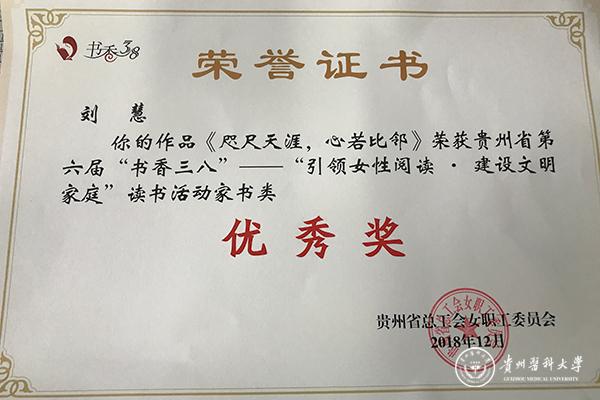 书香38
荣誉证书
刘 慧
你的作品《咫尺天涯，心若比邻》荣获贵州省第
六届“书香三八”——“引领女性阅读·建设文明
家庭”读书活动家书类
优秀奖
贵州省总工会女职工委员会
2018年12月
贵州医科大学
GUIZHOU MEDICAL UNIVERSITY